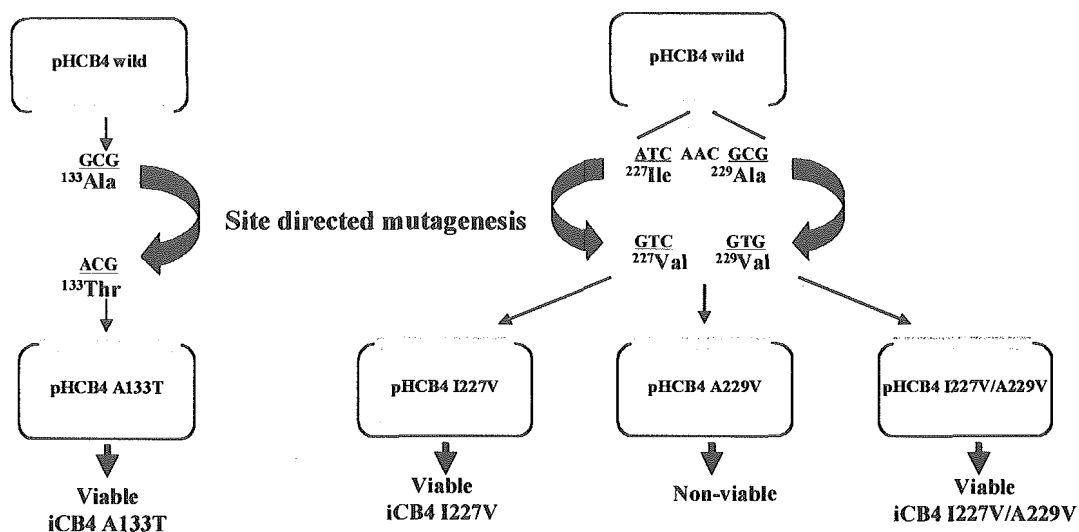 pHCB4 wild
GCG
133Ala
ACG
133Thr
pHCB4 A133T
Viable
iCB4 A133T
Site directed mutagenesis
pHCB4 wild
ATC AAC GCG
227Ile 229Ala
GTC GTG
227Val 229Val
pHCB4 I227V
pHCB4 A229V
pHCB4 I227V/A229V
Viable
iCB4 I227V
Non-viable
Viable
iCB4 I227V/A229V